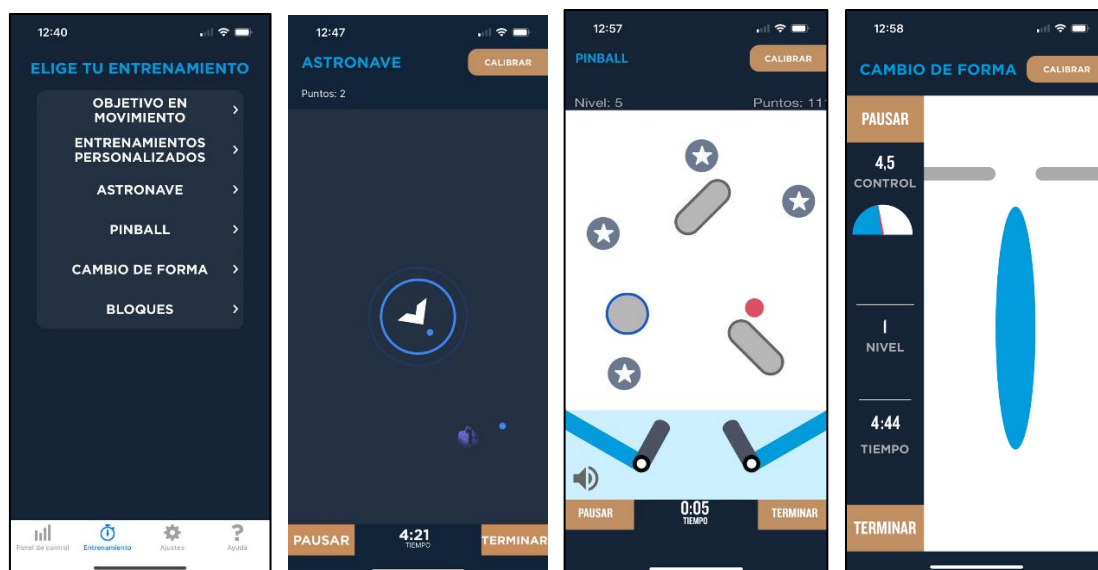 12:40
ELIGE TU ENTRENAMIENTO
OBJETIVO EN
MOVIMIENTO
ENTRENAMIENTOS
PERSONALIZADOS
ASTRONAVE
PINBALL
CAMBIO DE FORMA
BLOQUES
Panel de control Entrenamiento Ajustes Ayuda
12:47
ASTRONAVE CALIBRAR
Puntos: 2
PAUSAR 4:21 TERMINAR
TIEMPO
12:57
PINBALL CALIBRAR
Nivel: 5 Puntos: 11
PAUSAR 0:05 TERMINAR
TIEMPO
12:58
CAMBIO DE FORMA CALIBRAR
PAUSAR
4,5
CONTROL
1
NIVEL
4:44
TIEMPO
TERMINAR